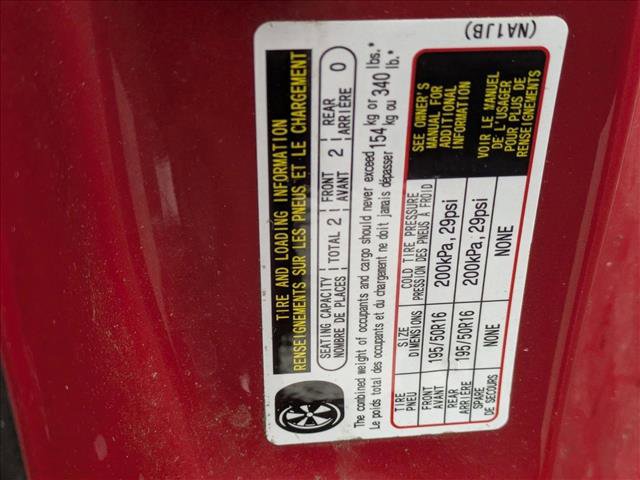 (NA1JB)
TIRE AND LOADING INFORMATION
RENSEIGNEMENTS SUR LES PNEUS ET LE CHARGEMENT
SEATING CAPACITY TOTAL 2 FRONT 2 REAR 0
NOMBRE DE PLACES AVANT ARRIÈRE
The combined weight of occupants and cargo should never exceed 154 kg or 340 lbs.*
Le poids total des occupants et du chargement ne doit jamais dépasser kg ou lb.*
TIRE SIZE COLD TIRE PRESSURE
PNEU DIMENSIONS PRESSION DES PNEUS À FROID
FRONT 195/50R16 200kPa, 29psi
AVANT
REAR 195/50R16 200kPa, 29psi
ARRIÈRE
SPARE NONE NONE
DE SECOURS
SEE OWNER'S
MANUAL FOR
ADDITIONAL
INFORMATION
VOIR LE MANUEL
DE L'USAGER
POUR PLUS DE
RENSEIGNEMENTS